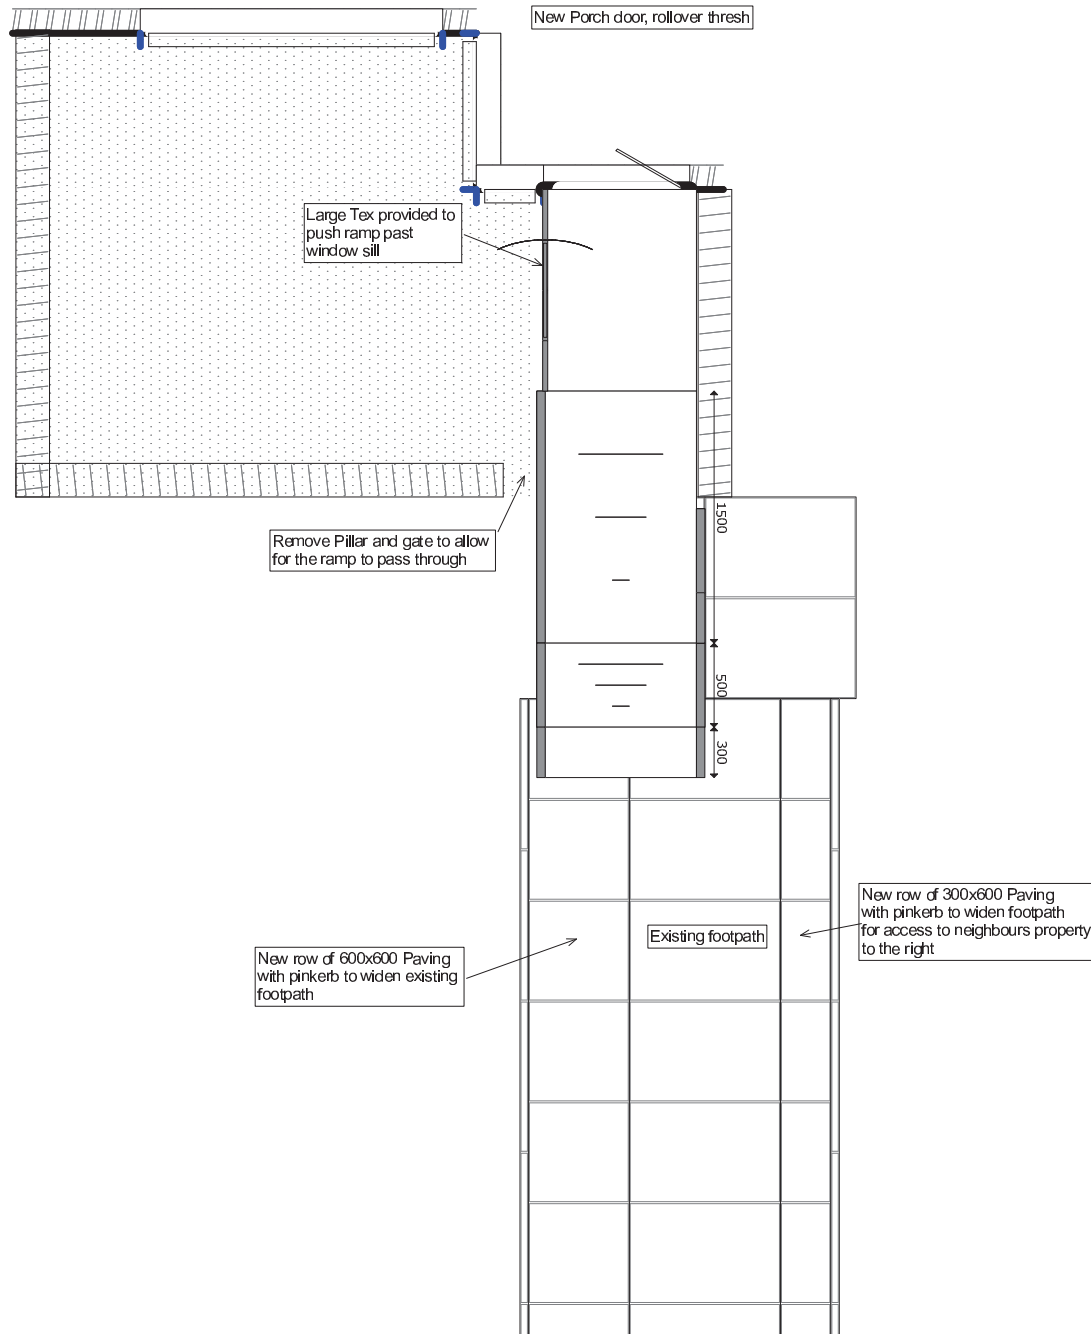 New Porch door, rollover thresh
Large Tex provided to
push ramp past
window sill
Remove Pillar and gate to allow
for the ramp to pass through
1500
500
300
New row of 300x600 Paving
with pinkerb to widen footpath
for access to neighbours property
to the right
Existing footpath
New row of 600x600 Paving
with pinkerb to widen existing
footpath